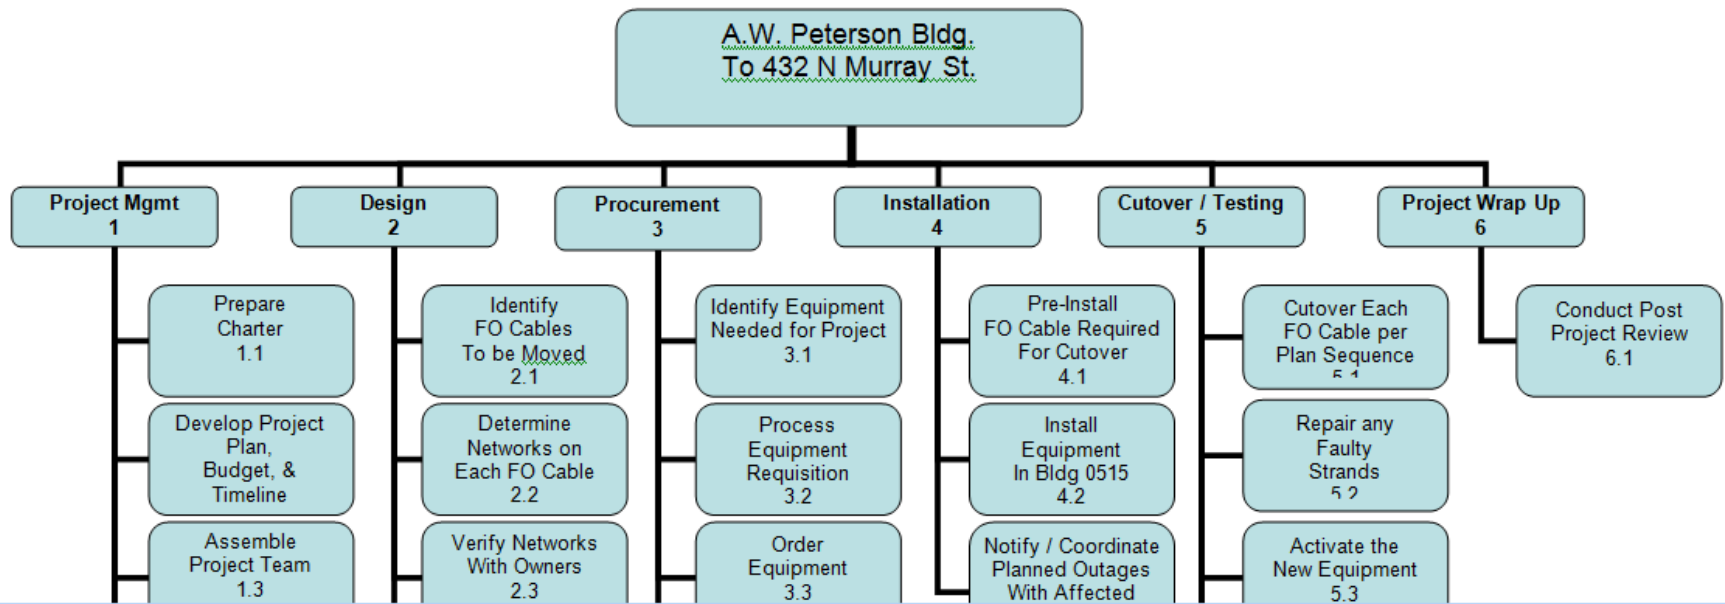 A.W. Peterson Bldg.
To 432 N Murray St.
Project Mgmt
1
Design
2
Procurement
3
Installation
4
Cutover / Testing
5
Project Wrap Up
6
Prepare
Charter
1.1
Develop Project
Plan,
Budget, &
Timeline
Assemble
Project Team
1.3
Identify
FO Cables
To be Moved
2.1
Determine
Networks on
Each FO Cable
2.2
Verify Networks
With Owners
2.3
Identify Equipment
Needed for Project
3.1
Process
Equipment
Requisition
3.2
Order
Equipment
3.3
Pre-Install
FO Cable Required
For Cutover
4.1
Install
Equipment
In Bldg 0515
4.2
Notify / Coordinate
Planned Outages
With Affected
Cutover Each
FO Cable per
Plan Sequence
5.1
Repair any
Faulty
Strands
5.2
Activate the
New Equipment
5.3
Conduct Post
Project Review
6.1